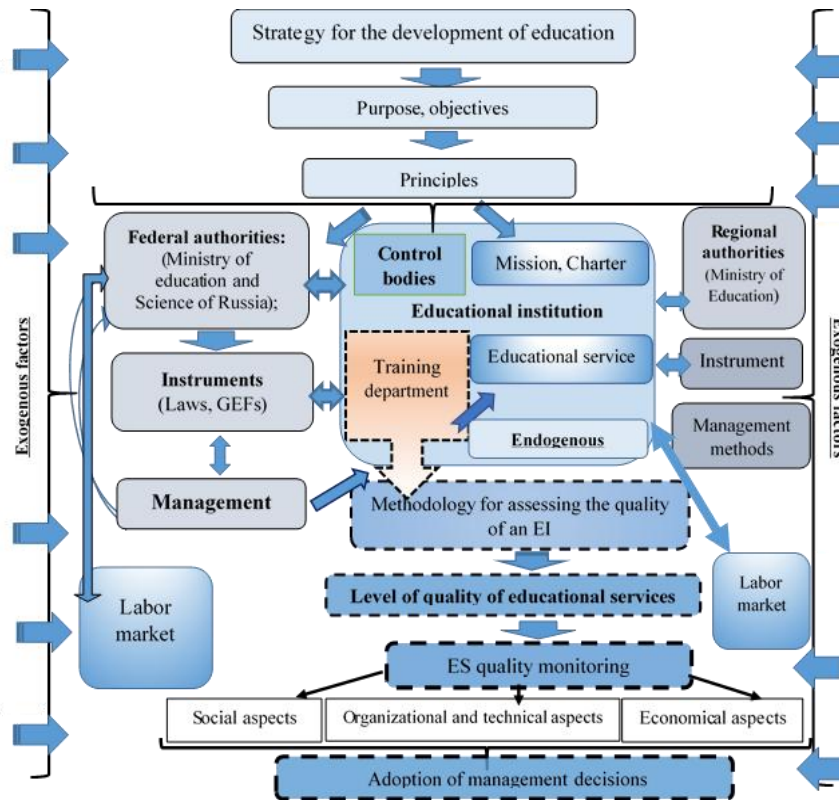 Strategy for the development of education
Purpose, objectives
Principles
Federal authorities:
(Ministry of
education and
Science of Russia);
Control
bodies
Mission, Charter
Regional
authorities
(Ministry of
Education)
Educational institution
Exogenous factors
Instruments
(Laws, GEFs)
Training
department
Educational service
Instrument
Exogenous factors
Endogenous
Management
methods
Management
Methodology for assessing the quality
of an EI
Labor
market
Level of quality of educational services
Labor
market
ES quality monitoring
Social aspects
Organizational and technical aspects
Economical aspects
Adoption of management decisions